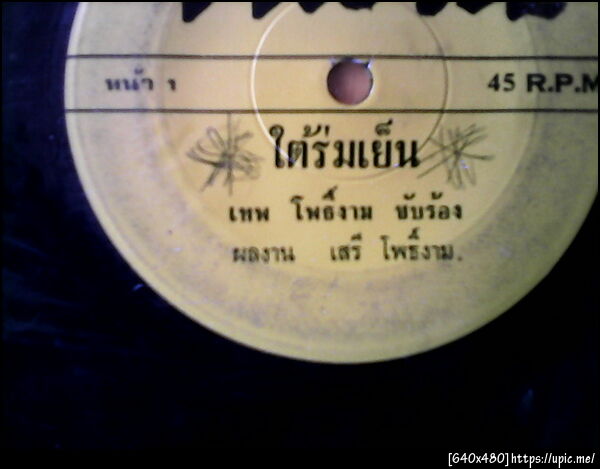 หน้า ๑ 45 R.P.M
ใต้ร่มเย็น
เทพ โพธิ์งาม ขับร้อง
ผลงาน เสรี โพธิ์งาม.
[640x480]https://upic.me/